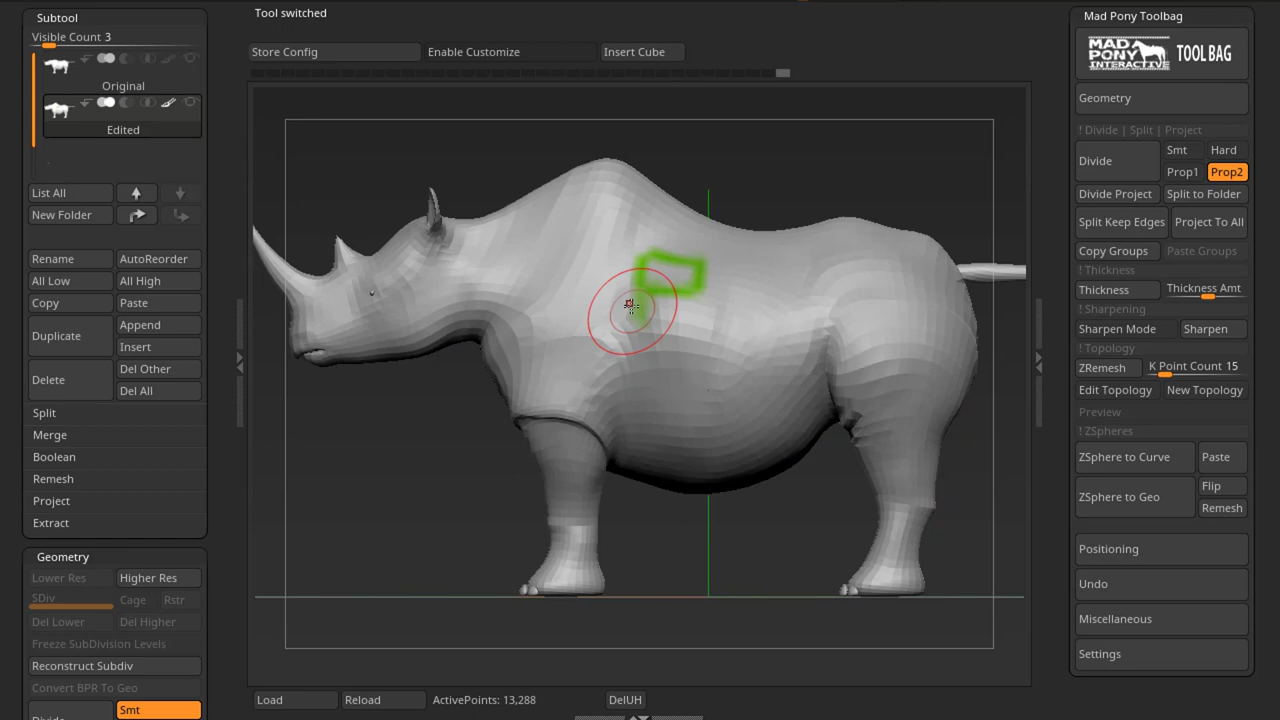 Subtool
Visible Count 3
Original
Edited
List All
New Folder
Rename AutoReorder
All Low All High
Copy Paste
Duplicate Append
Insert
Delete Del Other
Del All
Split
Merge
Boolean
Remesh
Project
Extract
Geometry
Lower Res Higher Res
SDiv Cage Rstr
Del Lower Del Higher
Freeze SubDivision Levels
Reconstruct Subdiv
Convert BPR To Geo
Divide Smt
Tool switched
Store Config Enable Customize Insert Cube
Load Reload ActivePoints: 13,288 DelUH
Mad Pony Toolbag
MAD PONY INTERACTIVE TOOL BAG
Geometry
! Divide | Split | Project
Divide Smt Hard
Prop1 Prop2
Divide Project Split to Folder
Split Keep Edges Project To All
Copy Groups Paste Groups
! Thickness
Thickness Thickness Amt
! Sharpening
Sharpen Mode Sharpen
! Topology
ZRemesh K Point Count 15
Edit Topology New Topology
Preview
! ZSpheres
ZSphere to Curve Paste
ZSphere to Geo Flip
Remesh
Positioning
Undo
Miscellaneous
Settings